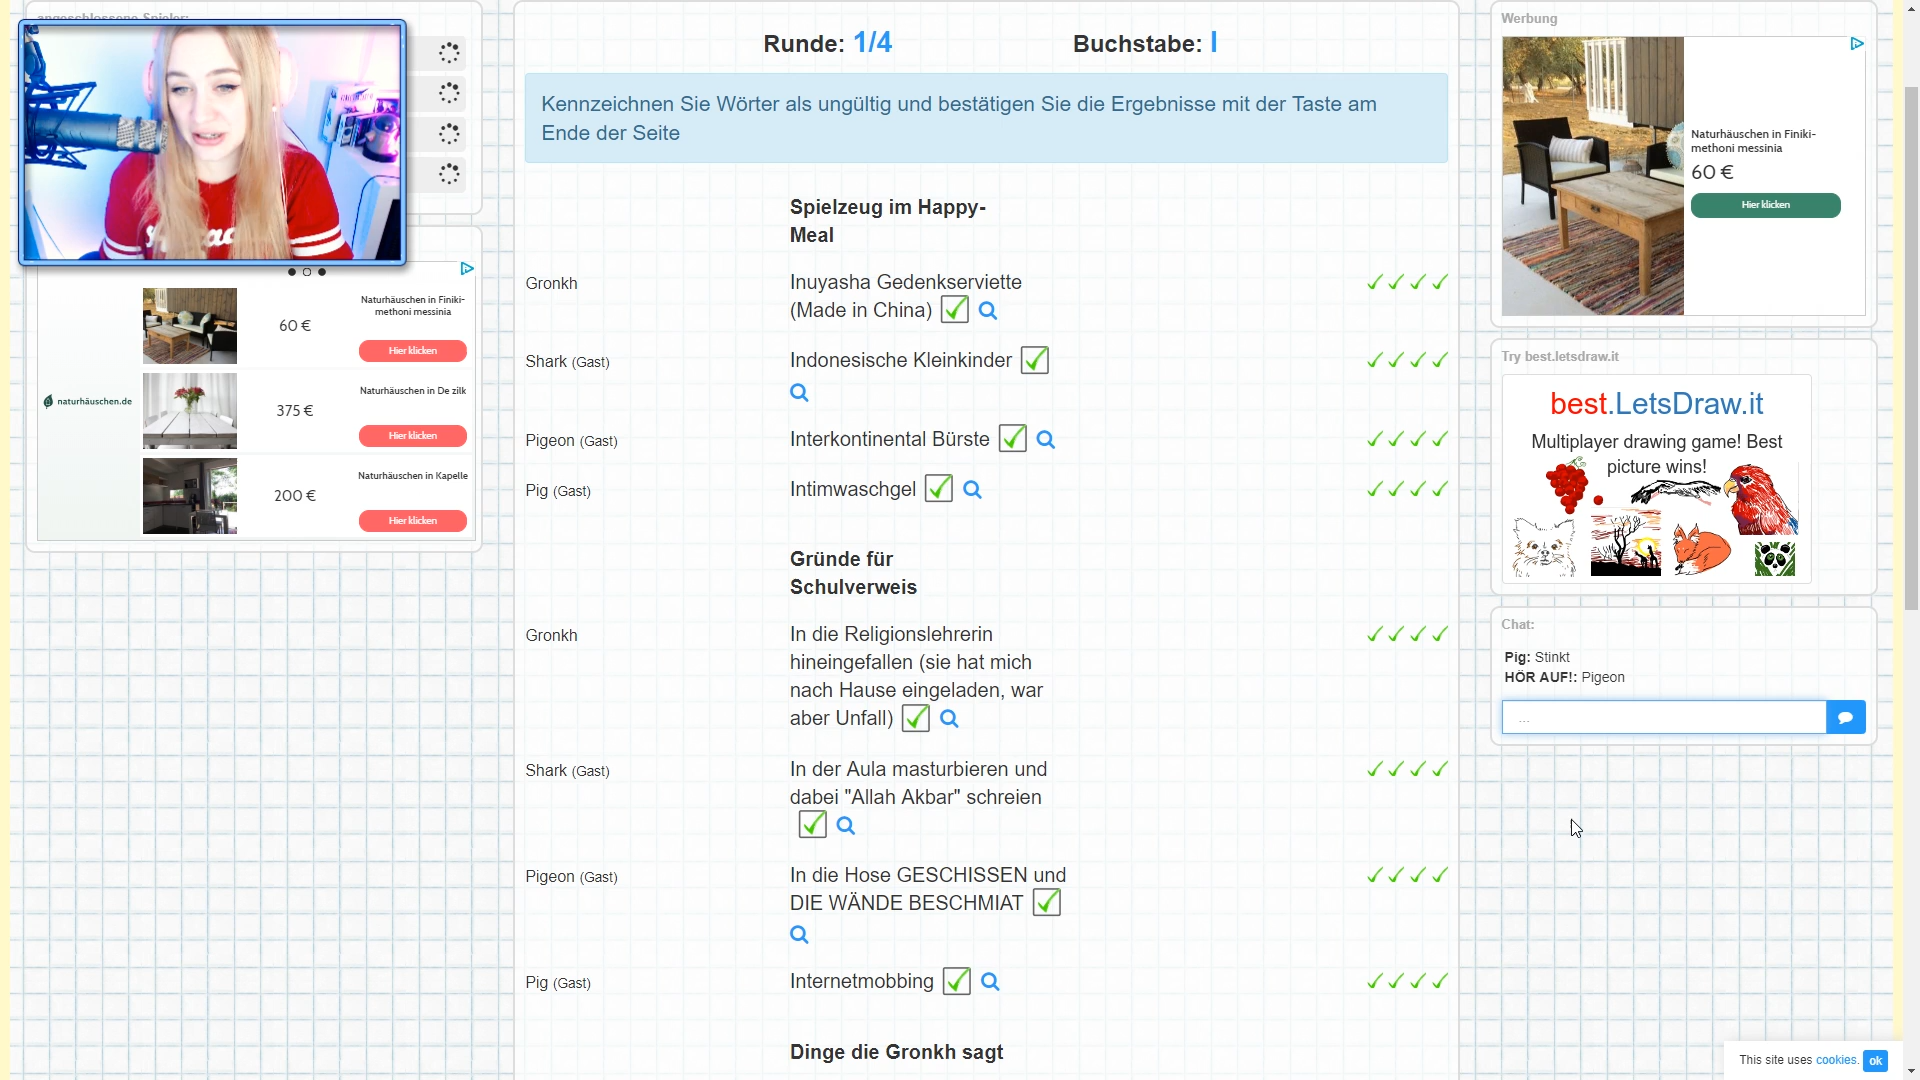 angeschlossene Spieler:
Runde: 1/4
Buchstabe: I
Kennzeichnen Sie Wörter als ungültig und bestätigen Sie die Ergebnisse mit der Taste am
Ende der Seite
Spielzeug im Happy-
Meal
Gronkh
Inuyasha Gedenkserviette
(Made in China)
Shark (Gast)
Indonesische Kleinkinder
Pigeon (Gast)
Interkontinental Bürste
Pig (Gast)
Intimwaschgel
Gründe für
Schulverweis
Gronkh
In die Religionslehrerin
hineingefallen (sie hat mich
nach Hause eingeladen, war
aber Unfall)
Shark (Gast)
In der Aula masturbieren und
dabei "Allah Akbar" schreien
Pigeon (Gast)
In die Hose GESCHISSEN und
DIE WÄNDE BESCHMIAT
Pig (Gast)
Internetmobbing
Dinge die Gronkh sagt
naturhäuschen.de
Naturhäuschen in Finiki-
methoni messinia
60 €
Hier klicken
Naturhäuschen in De zilk
375 €
Hier klicken
Naturhäuschen in Kapelle
200 €
Hier klicken
Werbung
Naturhäuschen in Finiki-
methoni messinia
60 €
Hier klicken
Try best.letsdraw.it
best.LetsDraw.it
Multiplayer drawing game! Best
picture wins!
Chat:
Pig: Stinkt
HÖR AUF!: Pigeon
...
This site uses cookies.
ok